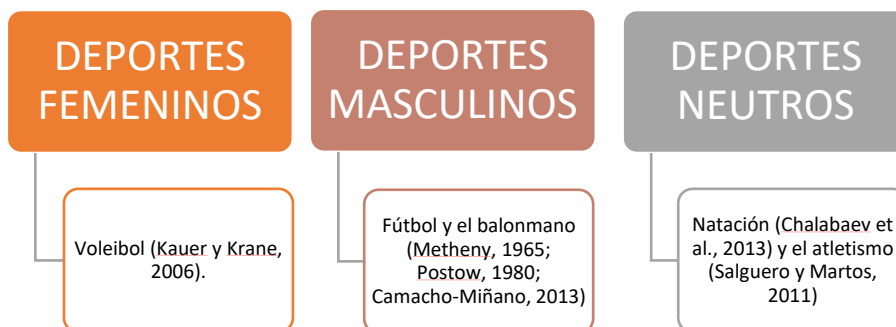 DEPORTES
FEMENINOS
Voleibol (Kauer y Krane,
2006).
DEPORTES
MASCULINOS
Fútbol y el balonmano
(Metheny, 1965;
Postow, 1980;
Camacho-Miñano, 2013)
DEPORTES
NEUTROS
Natación (Chalabaev et
al., 2013) y el atletismo
(Salguero y Martos,
2011)